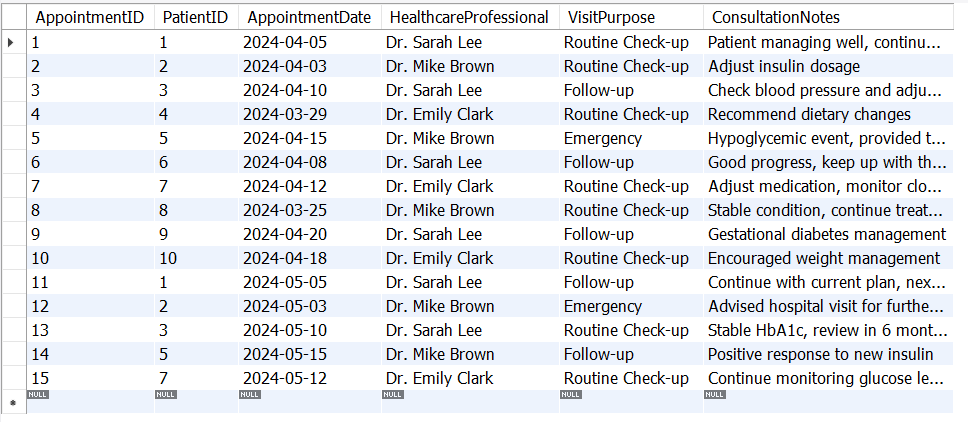 AppointmentID PatientID AppointmentDate HealthcareProfessional VisitPurpose ConsultationNotes
1 1 2024-04-05 Dr. Sarah Lee Routine Check-up Patient managing well, continu...
2 2 2024-04-03 Dr. Mike Brown Routine Check-up Adjust insulin dosage
3 3 2024-04-10 Dr. Sarah Lee Follow-up Check blood pressure and adju...
4 4 2024-03-29 Dr. Emily Clark Routine Check-up Recommend dietary changes
5 5 2024-04-15 Dr. Mike Brown Emergency Hypoglycemic event, provided t...
6 6 2024-04-08 Dr. Sarah Lee Follow-up Good progress, keep up with th...
7 7 2024-04-12 Dr. Emily Clark Routine Check-up Adjust medication, monitor clo...
8 8 2024-03-25 Dr. Mike Brown Routine Check-up Stable condition, continue treat...
9 9 2024-04-20 Dr. Sarah Lee Follow-up Gestational diabetes management
10 10 2024-04-18 Dr. Emily Clark Routine Check-up Encouraged weight management
11 1 2024-05-05 Dr. Sarah Lee Follow-up Continue with current plan, nex...
12 2 2024-05-03 Dr. Mike Brown Emergency Advised hospital visit for furthe...
13 3 2024-05-10 Dr. Sarah Lee Routine Check-up Stable HbA1c, review in 6 mont...
14 5 2024-05-15 Dr. Mike Brown Follow-up Positive response to new insulin
15 7 2024-05-12 Dr. Emily Clark Routine Check-up Continue monitoring glucose le...
NULL NULL NULL NULL NULL NULL